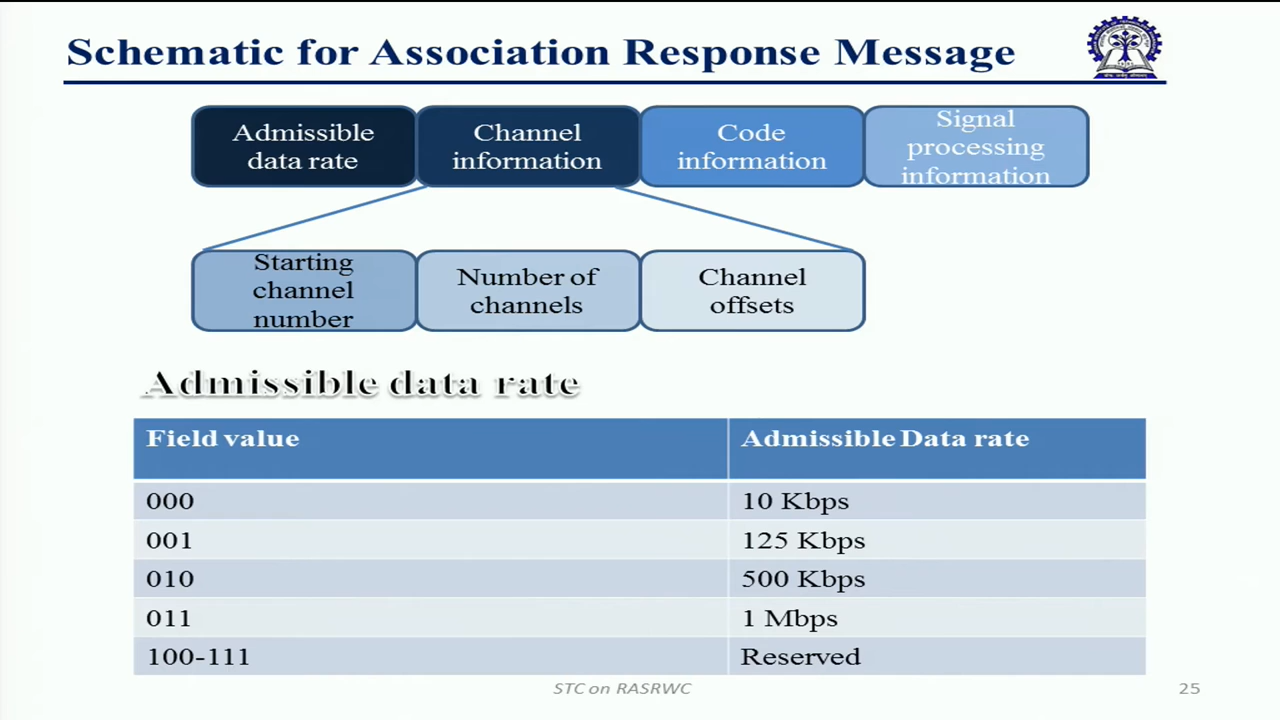 Schematic for Association Response Message
Admissible
data rate
Channel
information
Code
information
Signal
processing
information
Starting
channel
number
Number of
channels
Channel
offsets
Admissible data rate
Field value
Admissible Data rate
000
10 Kbps
001
125 Kbps
010
500 Kbps
011
1 Mbps
100-111
Reserved
STC on RASRWC
25